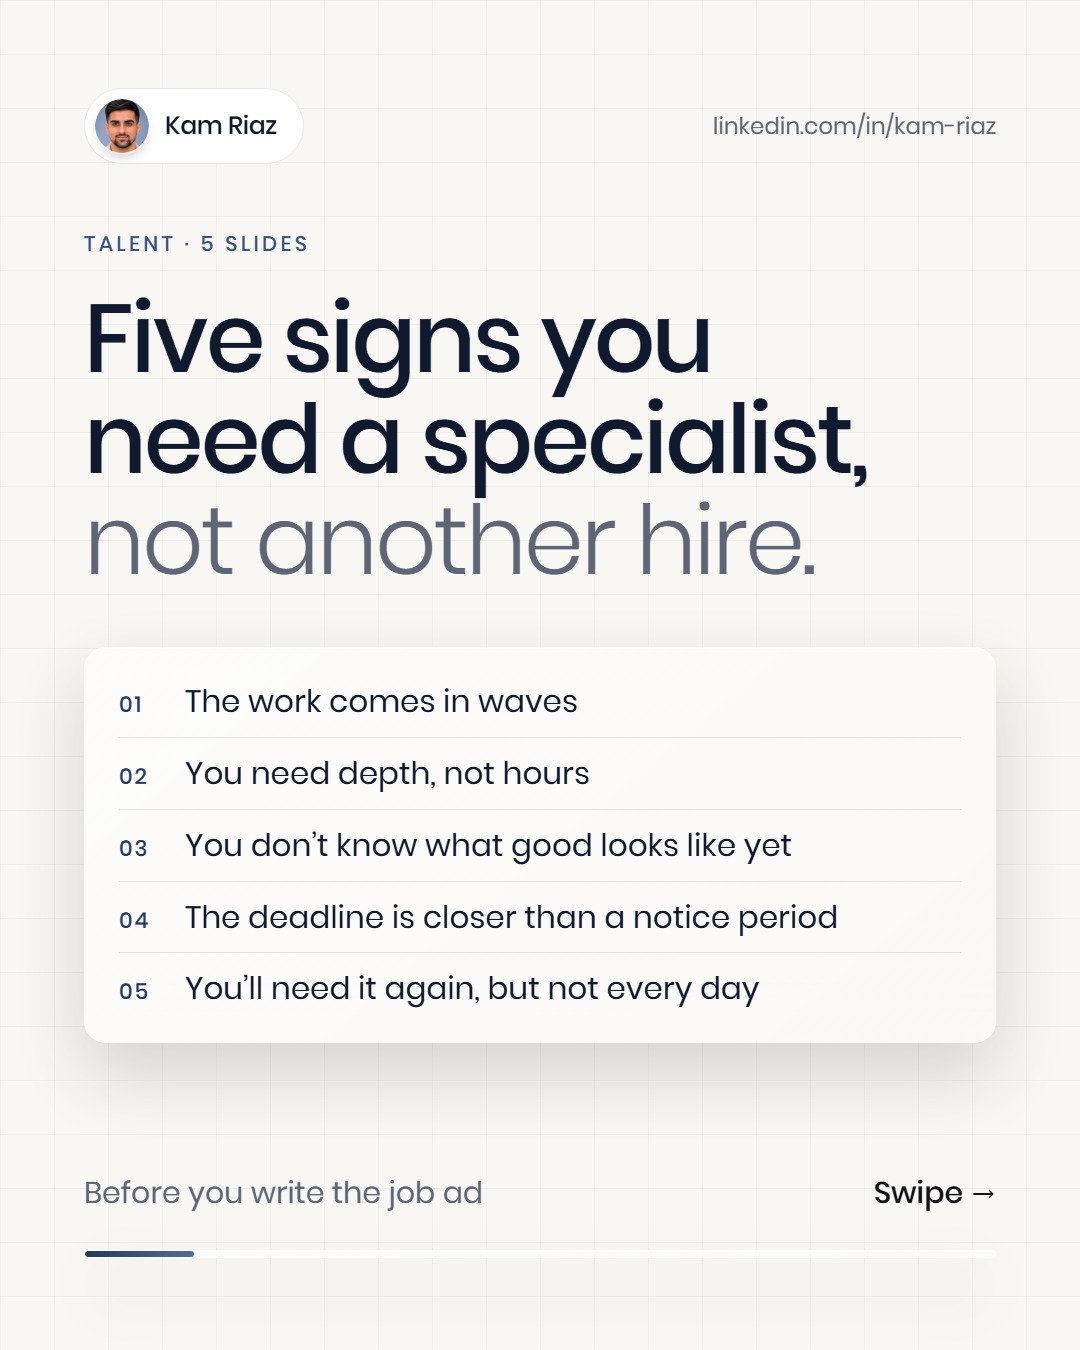 Kam Riaz
linkedin.com/in/kam-riaz
TALENT · 5 SLIDES
Five signs you
need a specialist,
not another hire.
01 The work comes in waves
02 You need depth, not hours
03 You don’t know what good looks like yet
04 The deadline is closer than a notice period
05 You’ll need it again, but not every day
Before you write the job ad
Swipe →